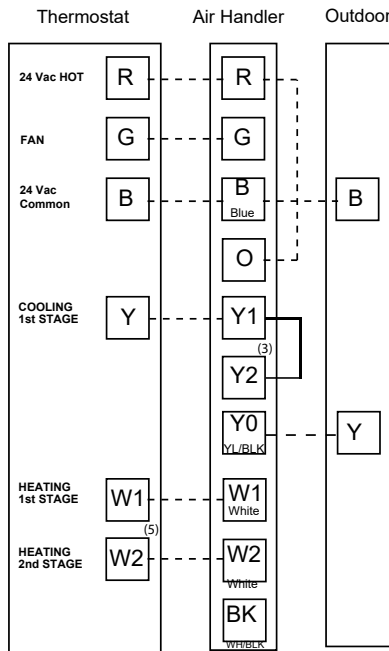 Thermostat Air Handler Outdoor
24 Vac HOT R R
FAN G G
24 Vac
Common B B B
Blue
O
COOLING
1st STAGE Y Y1
(3)
Y2
Y0 Y
YL/BLK
HEATING
1st STAGE W1 W1
White
(5)
HEATING
2nd STAGE W2 W2
White
BK
WH/BLK